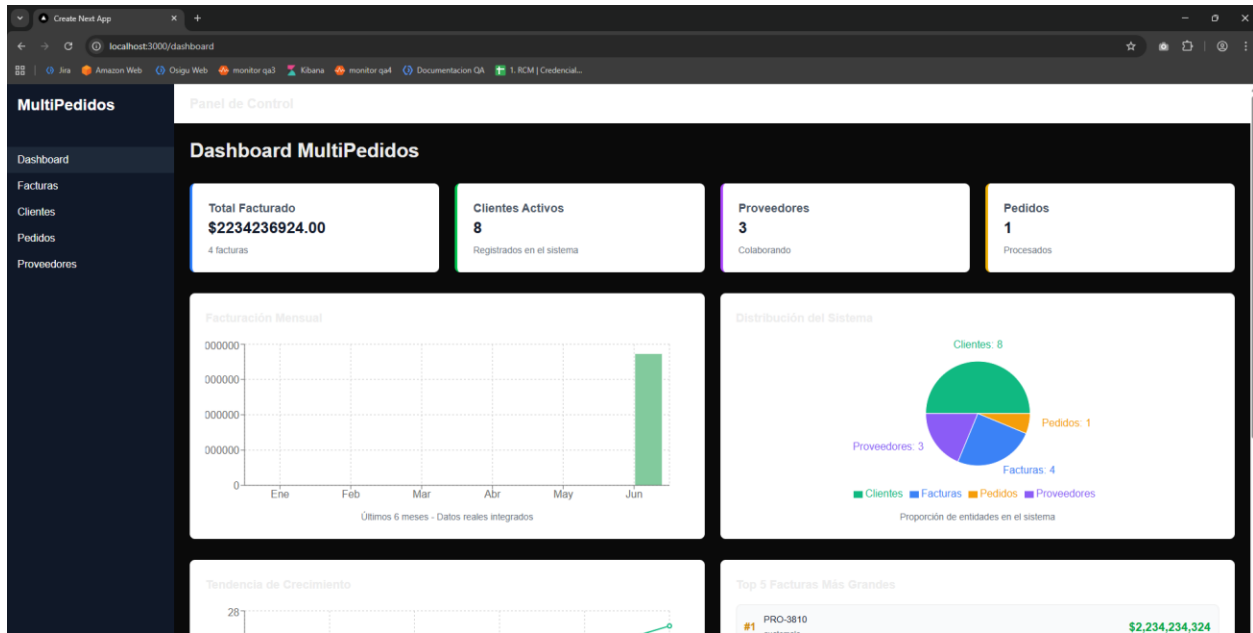 Create Next App
localhost:3000/dashboard
Jira Amazon Web Osigu Web monitor qa3 Kibana monitor qa4 Documentacion QA 1. RCM | Credencial...
MultiPedidos
Panel de Control
Dashboard
Facturas
Clientes
Pedidos
Proveedores
Dashboard MultiPedidos
Total Facturado
$2234236924.00
4 facturas
Clientes Activos
8
Registrados en el sistema
Proveedores
3
Colaborando
Pedidos
1
Procesados
Facturación Mensual
000000
000000
000000
000000
0
Ene Feb Mar Abr May Jun
Últimos 6 meses - Datos reales integrados
Distribución del Sistema
Clientes: 8
Pedidos: 1
Proveedores: 3
Facturas: 4
Clientes Facturas Pedidos Proveedores
Proporción de entidades en el sistema
Tendencia de Crecimiento
28
Top 5 Facturas Más Grandes
#1
PRO-3810
$2,234,234,324